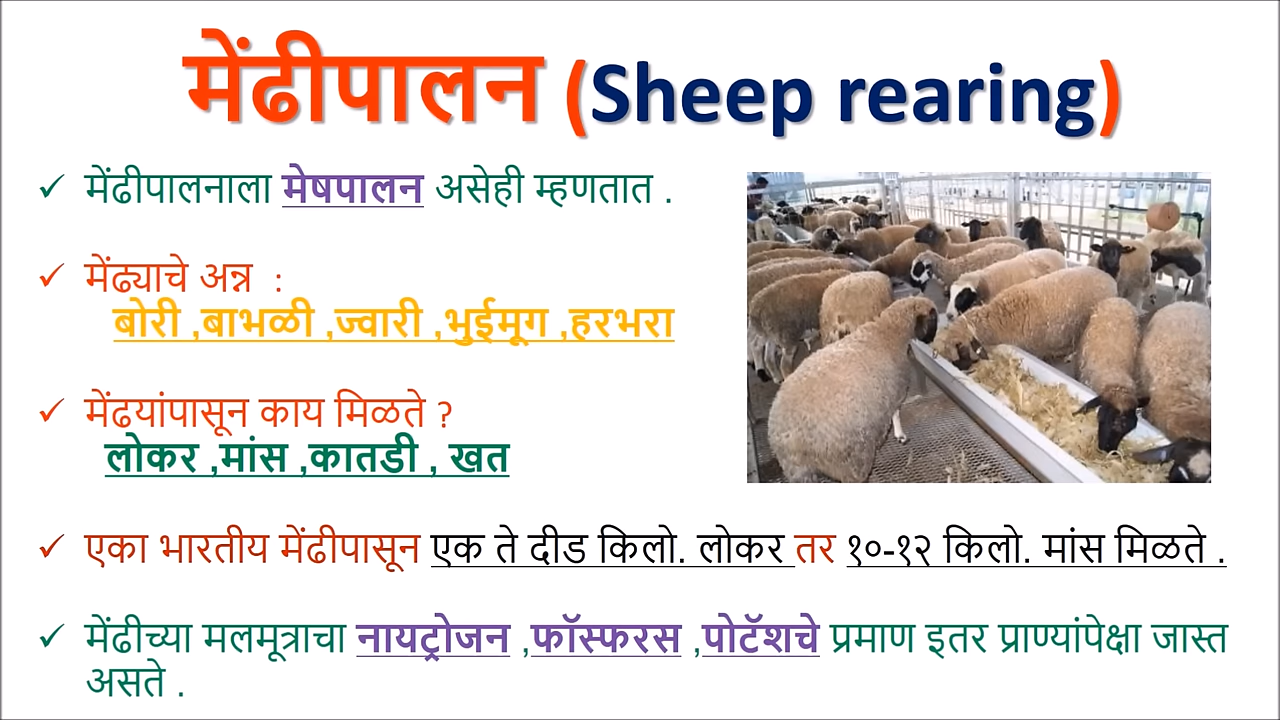 मेंढीपालन (Sheep rearing)
✓ मेंढीपालनाला मेषपालन असेही म्हणतात .
✓ मेंढ्याचे अन्न :
बोरी ,बाभळी ,ज्वारी ,भुईमूग ,हरभरा
✓ मेंढयांपासून काय मिळते ?
लोकर ,मांस ,कातडी , खत
✓ एका भारतीय मेंढीपासून एक ते दीड किलो. लोकर तर १०-१२ किलो. मांस मिळते .
✓ मेंढीच्या मलमूत्राचा नायट्रोजन ,फॉस्फरस ,पोटॅशचे प्रमाण इतर प्राण्यांपेक्षा जास्त
असते .